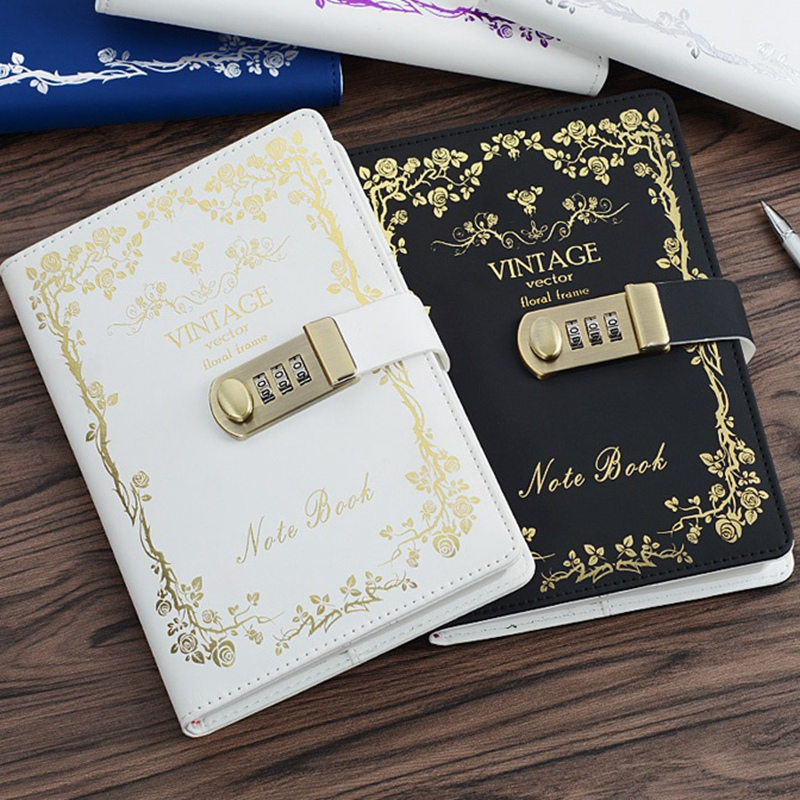 VINTAGE
vector
floral frame
Note Book
VINTAGE
vector
floral frame
Note Book